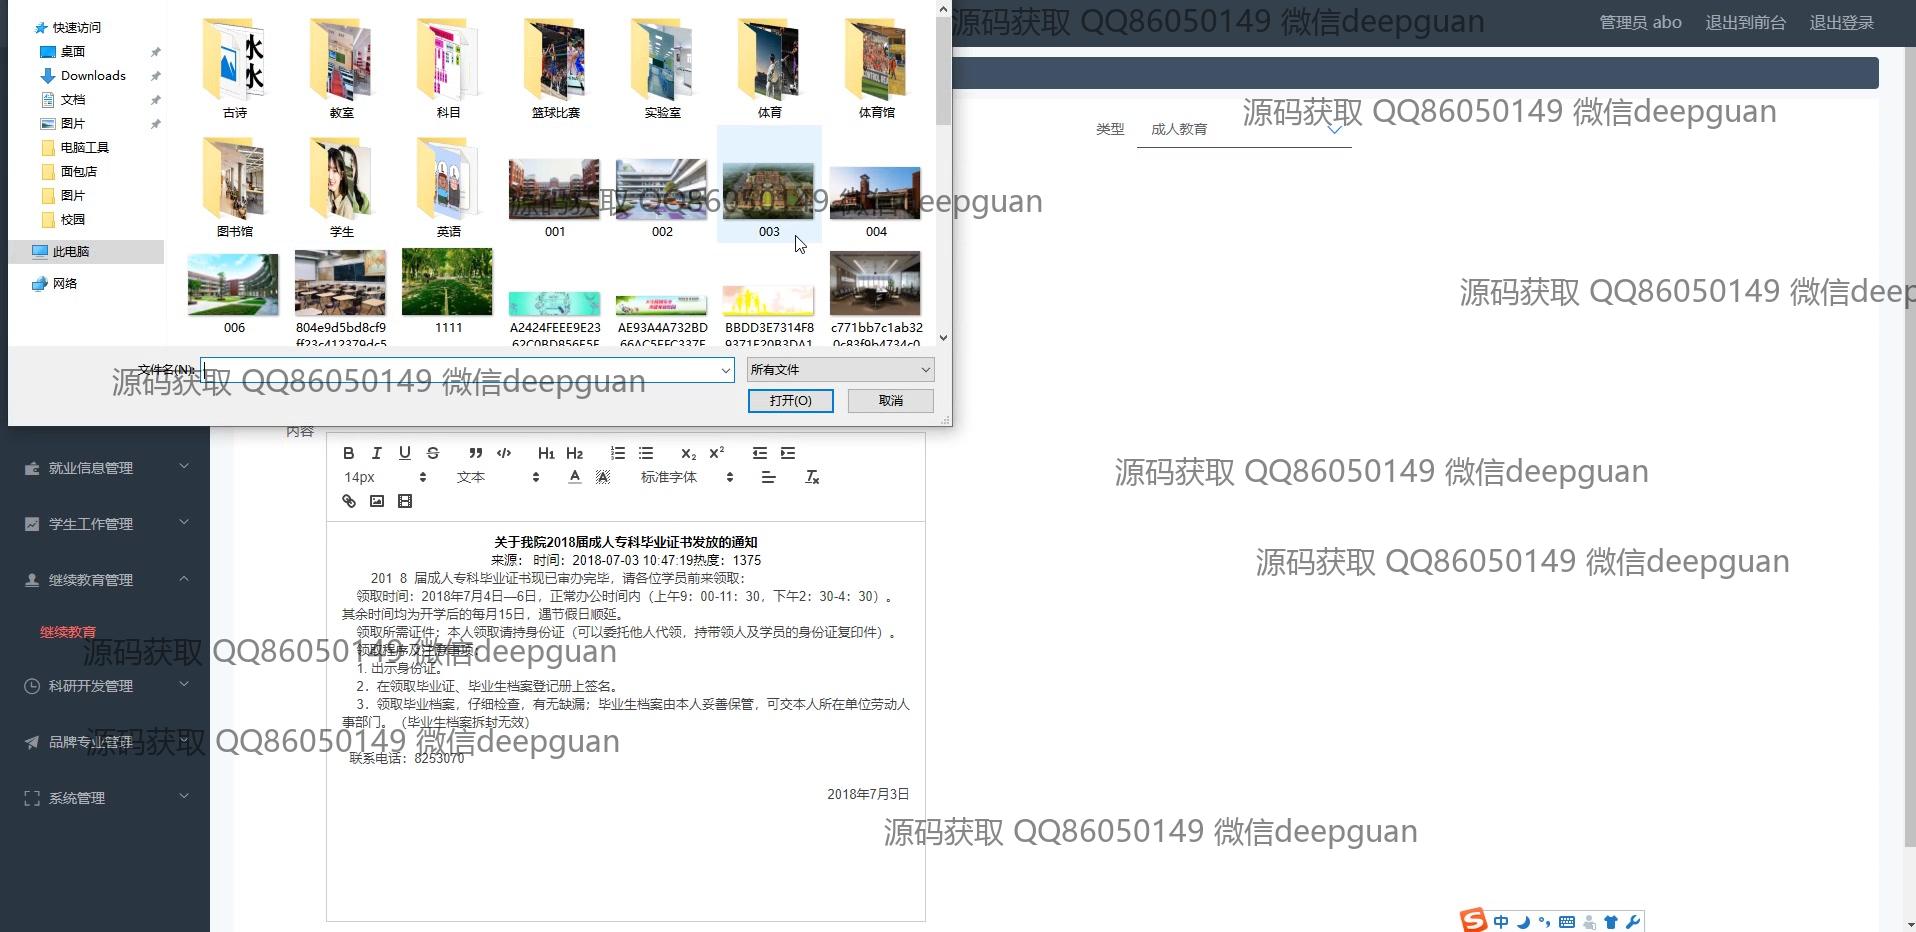 快速访问
桌面
Downloads
文档
图片
电脑工具
面包店
图片
校园
此电脑
网络
古诗
教室
科目
篮球比赛
实验室
体育
体育馆
图书馆
学生
英语
001
002
003
004
006
804e9d5bd8cf9
1111
A2424FEEE9E23
AE93A4A732BD
BBDD3E7314F8
c771bb7c1ab32
文件名(N):
所有文件
打开(O)
取消
源码获取 QQ86050149 微信deepguan
管理员 abo
退出到前台
退出登录
类型
成人教育
源码获取 QQ86050149 微信deepguan
源码获取 QQ86050149 微信deepguan
源码获取 QQ86050149 微信deep
源码获取 QQ86050149 微信deepguan
内容
就业信息管理
学生工作管理
继续教育管理
继续教育
科研开发管理
品牌专业管理
系统管理
B I U S H1 H2 X2 X2
14px
文本
标准字体
关于我院2018届成人专科毕业证书发放的通知
来源： 时间：2018-07-03 10:47:19热度：1375
201 8 届成人专科毕业证书现已审办完毕，请各位学员前来领取：
领取时间：2018年7月4日—6日，正常办公时间内（上午9：00-11：30，下午2：30-4：30）。
其余时间均为开学后的每月15日，遇节假日顺延。
领取所需证件：本人领取请持身份证（可以委托他人代领，持带领人及学员的身份证复印件）。
领取程序及注意事项：
1. 出示身份证。
2．在领取毕业证、毕业生档案登记册上签名。
3．领取毕业档案，仔细检查，有无缺漏；毕业生档案由本人妥善保管，可交本人所在单位劳动人
事部门。（毕业生档案拆封无效）
联系电话：8253070
2018年7月3日
源码获取 QQ86050149 微信deepguan
源码获取 QQ86050149 微信deepguan
源码获取 QQ86050149 微信deepguan
源码获取 QQ86050149 微信deepguan
源码获取 QQ86050149 微信deepguan
中